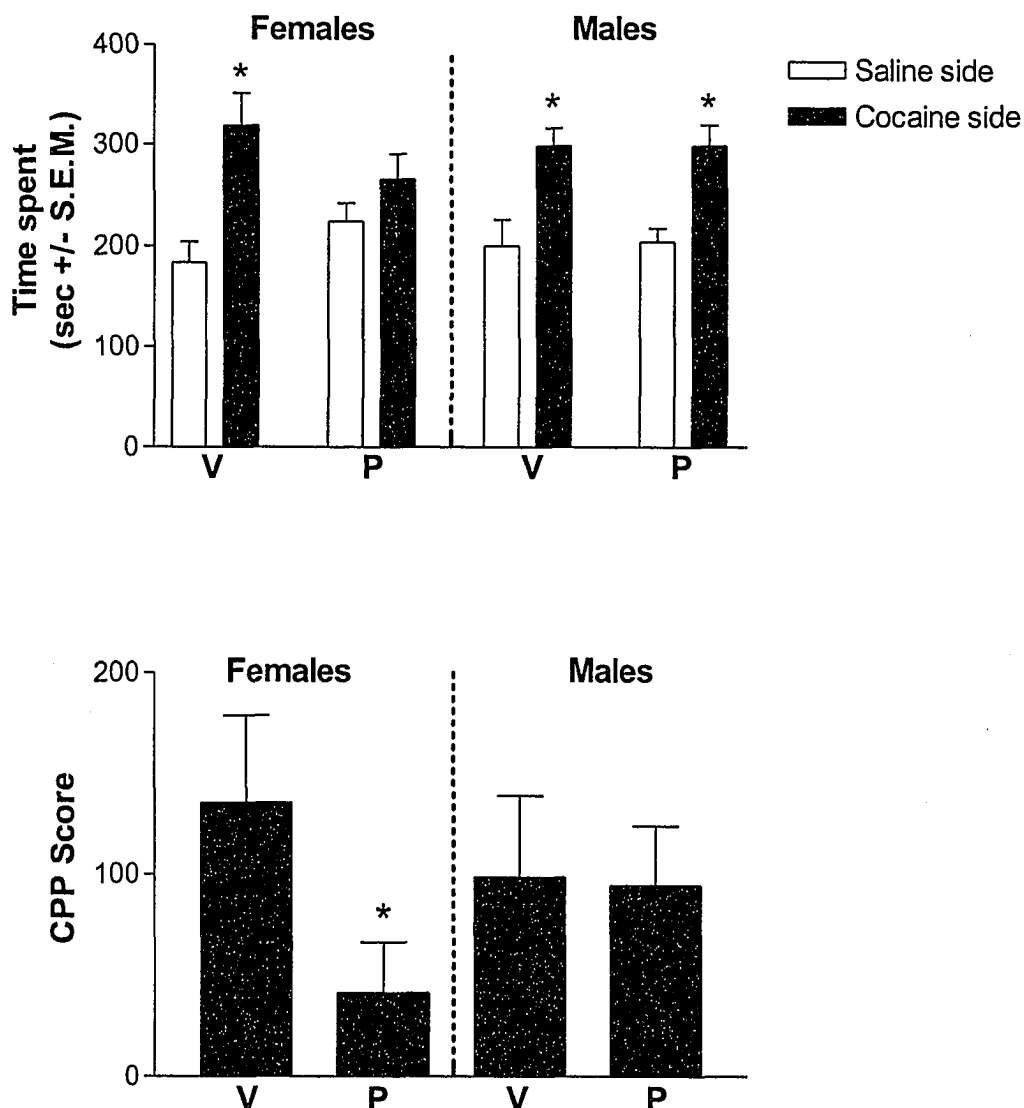 Females Males
Saline side
Cocaine side
Time spent
(sec +/- S.E.M.)
400
300
200
100
0
* * *
V P V P
Females Males
CPP Score
200
100
0
*
V P V P